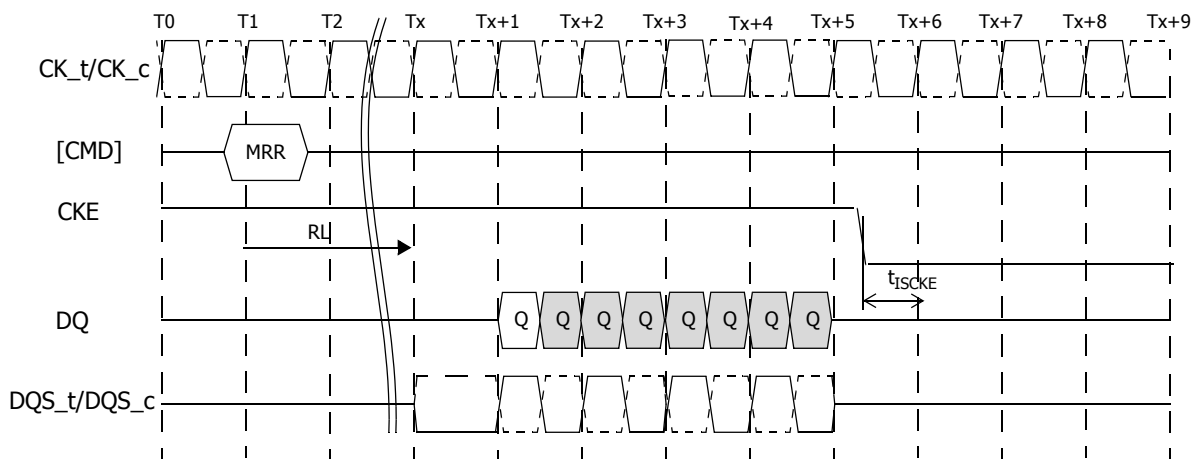 T0 T1 T2 Tx Tx+1 Tx+2 Tx+3 Tx+4 Tx+5 Tx+6 Tx+7 Tx+8 Tx+9
CK_t/CK_c
[CMD] MRR
CKE
RL
tISCKE
DQ Q Q Q Q Q Q Q Q
DQS_t/DQS_c